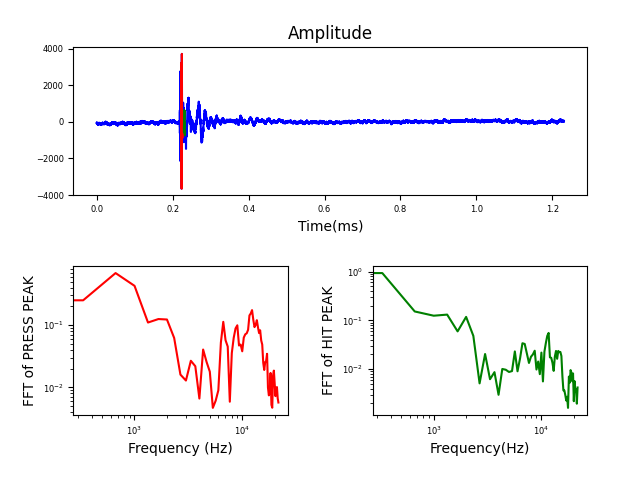 Amplitude
4000
2000
0
−2000
−4000
0.0 0.2 0.4 0.6 0.8 1.0 1.2
Time(ms)
FFT of PRESS PEAK
10⁻¹
10⁻²
10³ 10⁴
Frequency (Hz)
FFT of HIT PEAK
10⁰
10⁻¹
10⁻²
10³ 10⁴
Frequency(Hz)